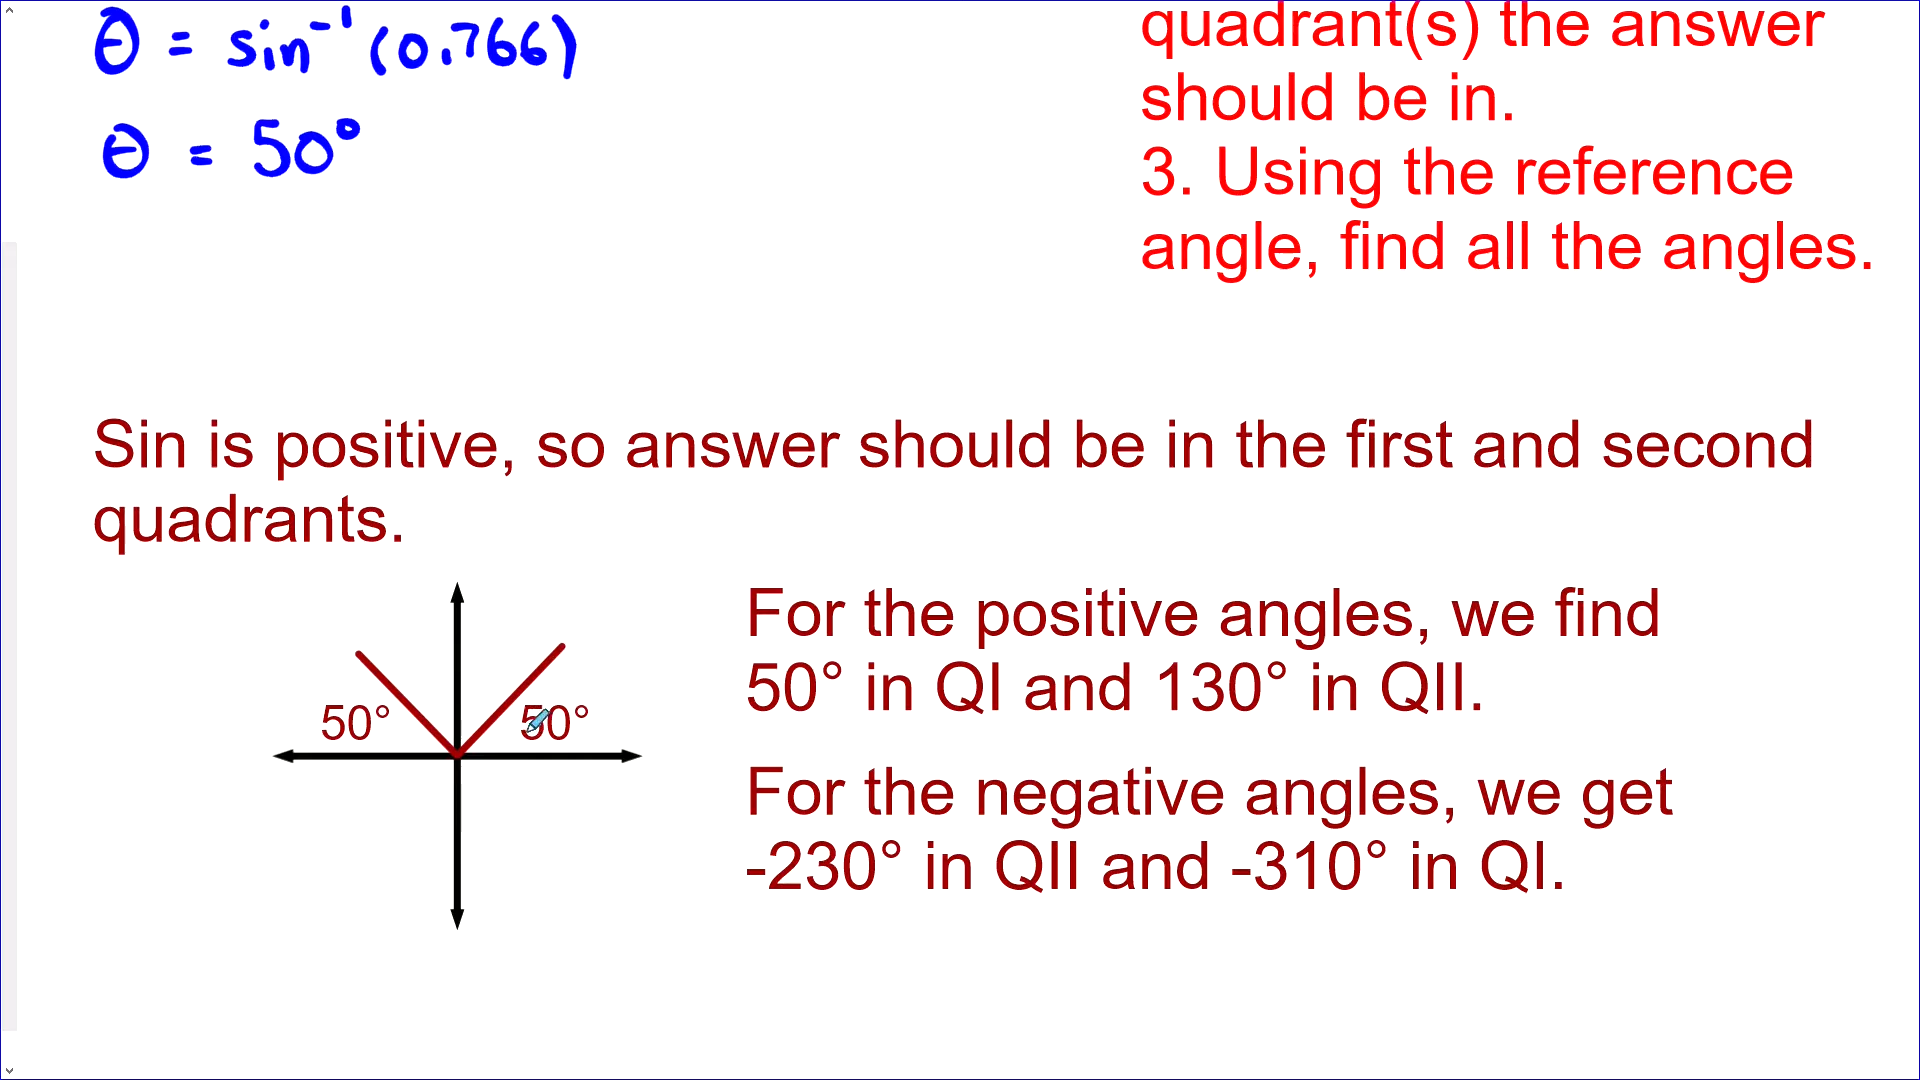 θ = sin⁻¹ (0.766)
θ = 50°
quadrant(s) the answer
should be in.
3. Using the reference
angle, find all the angles.
Sin is positive, so answer should be in the first and second
quadrants.
50°
50°
For the positive angles, we find
50° in QI and 130° in QII.
For the negative angles, we get
-230° in QII and -310° in QI.